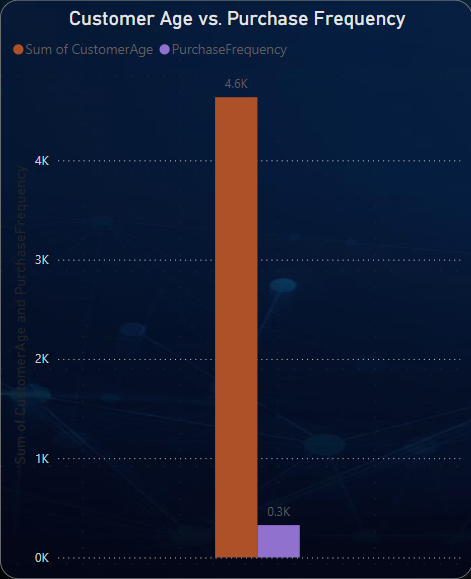 Customer Age vs. Purchase Frequency
Sum of CustomerAge PurchaseFrequency
4.6K
4K
3K
2K
1K
0.3K
0K
Sum of CustomerAge and PurchaseFrequency